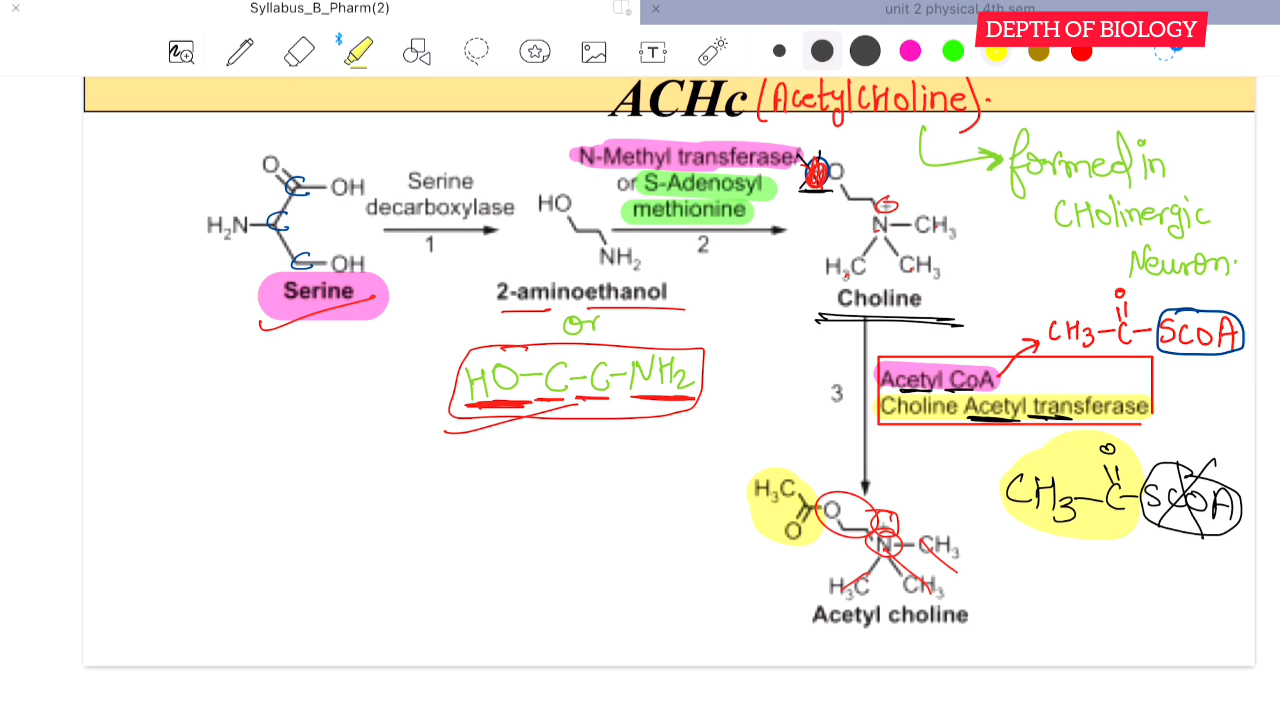 Syllabus_B_Pharm(2)
unit 2 physical 4th sem
DEPTH OF BIOLOGY
T
ACHc (AcetylCHoline).
formed in
CHolinergic
Neuron.
O
OH
H₂N
OH
Serine
Serine
decarboxylase
1
HO
NH₂
2-aminoethanol
or
HO-C-C-NH₂
N-Methyl transferase
or S-Adenosyl
methionine
2
O
+
N-CH₃
H₃C CH₃
Choline
O
CH₃-C-SCOA
3
Acetyl CoA
Choline Acetyl transferase
O
CH₃-C-SCOA
H₃C
O
O
+
N-CH₃
H₃C CH₃
Acetyl choline